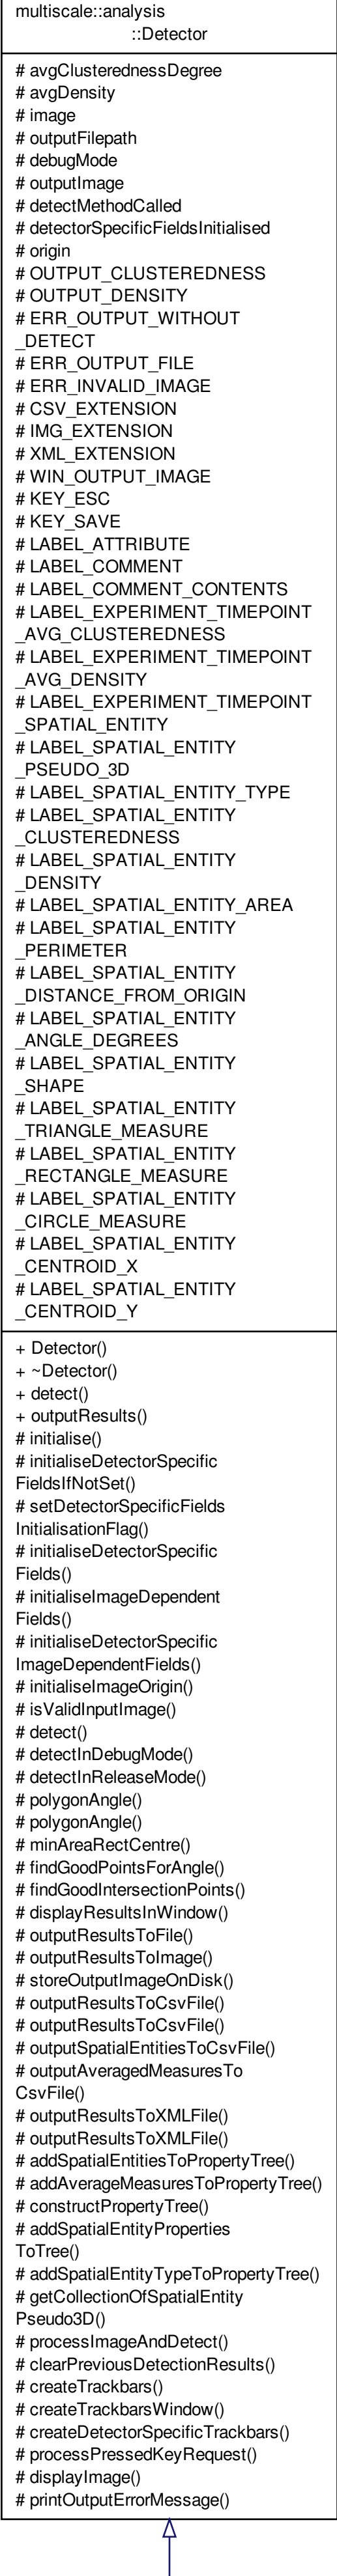 multiscale::analysis
::Detector
# avgClusterednessDegree
# avgDensity
# image
# outputFilepath
# debugMode
# outputImage
# detectMethodCalled
# detectorSpecificFieldsInitialised
# origin
# OUTPUT_CLUSTEREDNESS
# OUTPUT_DENSITY
# ERR_OUTPUT_WITHOUT
_DETECT
# ERR_OUTPUT_FILE
# ERR_INVALID_IMAGE
# CSV_EXTENSION
# IMG_EXTENSION
# XML_EXTENSION
# WIN_OUTPUT_IMAGE
# KEY_ESC
# KEY_SAVE
# LABEL_ATTRIBUTE
# LABEL_COMMENT
# LABEL_COMMENT_CONTENTS
# LABEL_EXPERIMENT_TIMEPOINT
_AVG_CLUSTEREDNESS
# LABEL_EXPERIMENT_TIMEPOINT
_AVG_DENSITY
# LABEL_EXPERIMENT_TIMEPOINT
_SPATIAL_ENTITY
# LABEL_SPATIAL_ENTITY
_PSEUDO_3D
# LABEL_SPATIAL_ENTITY_TYPE
# LABEL_SPATIAL_ENTITY
_CLUSTEREDNESS
# LABEL_SPATIAL_ENTITY
_DENSITY
# LABEL_SPATIAL_ENTITY_AREA
# LABEL_SPATIAL_ENTITY
_PERIMETER
# LABEL_SPATIAL_ENTITY
_DISTANCE_FROM_ORIGIN
# LABEL_SPATIAL_ENTITY
_ANGLE_DEGREES
# LABEL_SPATIAL_ENTITY
_SHAPE
# LABEL_SPATIAL_ENTITY
_TRIANGLE_MEASURE
# LABEL_SPATIAL_ENTITY
_RECTANGLE_MEASURE
# LABEL_SPATIAL_ENTITY
_CIRCLE_MEASURE
# LABEL_SPATIAL_ENTITY
_CENTROID_X
# LABEL_SPATIAL_ENTITY
_CENTROID_Y
+ Detector()
+ ~Detector()
+ detect()
+ outputResults()
# initialise()
# initialiseDetectorSpecific
FieldsIfNotSet()
# setDetectorSpecificFields
InitialisationFlag()
# initialiseDetectorSpecific
Fields()
# initialiseImageDependent
Fields()
# initialiseDetectorSpecific
ImageDependentFields()
# initialiseImageOrigin()
# isValidInputImage()
# detect()
# detectInDebugMode()
# detectInReleaseMode()
# polygonAngle()
# polygonAngle()
# minAreaRectCentre()
# findGoodPointsForAngle()
# findGoodIntersectionPoints()
# displayResultsInWindow()
# outputResultsToFile()
# outputResultsToImage()
# storeOutputImageOnDisk()
# outputResultsToCsvFile()
# outputResultsToCsvFile()
# outputSpatialEntitiesToCsvFile()
# outputAveragedMeasuresTo
CsvFile()
# outputResultsToXMLFile()
# outputResultsToXMLFile()
# addSpatialEntitiesToPropertyTree()
# addAverageMeasuresToPropertyTree()
# constructPropertyTree()
# addSpatialEntityProperties
ToTree()
# addSpatialEntityTypeToPropertyTree()
# getCollectionOfSpatialEntity
Pseudo3D()
# processImageAndDetect()
# clearPreviousDetectionResults()
# createTrackbars()
# createTrackbarsWindow()
# createDetectorSpecificTrackbars()
# processPressedKeyRequest()
# displayImage()
# printOutputErrorMessage()